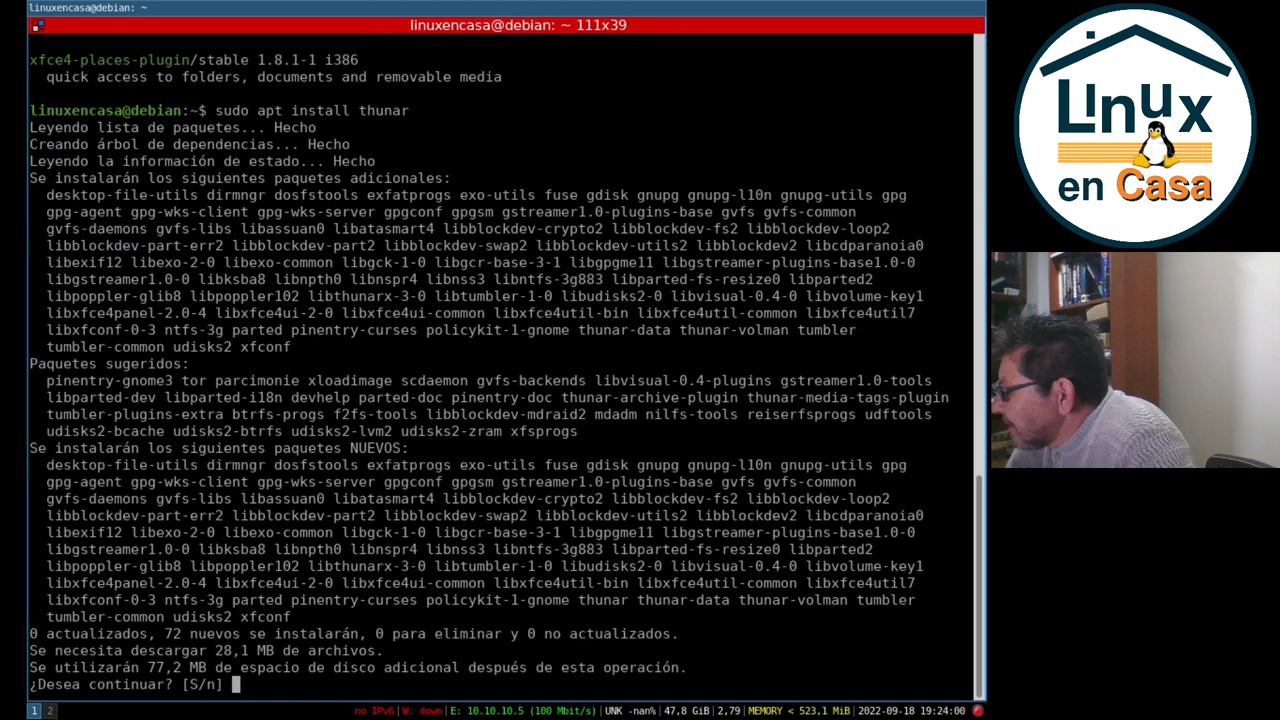 linuxencasa@debian: ~
linuxencasa@debian: ~ 111x39
xfce4-places-plugin/stable 1.8.1-1 i386
quick access to folders, documents and removable media
linuxencasa@debian:~$ sudo apt install thunar
Leyendo lista de paquetes... Hecho
Creando árbol de dependencias... Hecho
Leyendo la información de estado... Hecho
Se instalarán los siguientes paquetes adicionales:
desktop-file-utils dirmngr dosfstools exfatprogs exo-utils fuse gdisk gnupg gnupg-l10n gnupg-utils gpg
gpg-agent gpg-wks-client gpg-wks-server gpgconf gpgsm gstreamer1.0-plugins-base gvfs gvfs-common
gvfs-daemons gvfs-libs libassuan0 libatasmart4 libblockdev-crypto2 libblockdev-fs2 libblockdev-loop2
libblockdev-part-err2 libblockdev-part2 libblockdev-swap2 libblockdev-utils2 libblockdev2 libcdparanoia0
libexif12 libexo-2-0 libexo-common libgck-1-0 libgcr-base-3-1 libgpgme11 libgstreamer-plugins-base1.0-0
libgstreamer1.0-0 libksba8 libnpth0 libnspr4 libnss3 libntfs-3g883 libparted-fs-resize0 libparted2
libpoppler-glib8 libpoppler102 libthunarx-3-0 libtumbler-1-0 libudisks2-0 libvisual-0.4-0 libvolume-key1
libxfce4panel-2.0-4 libxfce4ui-2-0 libxfce4ui-common libxfce4util-bin libxfce4util-common libxfce4util7
libxfconf-0-3 ntfs-3g parted pinentry-curses policykit-1-gnome thunar-data thunar-volman tumbler
tumbler-common udisks2 xfconf
Paquetes sugeridos:
pinentry-gnome3 tor parcimonie xloadimage scdaemon gvfs-backends libvisual-0.4-plugins gstreamer1.0-tools
libparted-dev libparted-i18n devhelp parted-doc pinentry-doc thunar-archive-plugin thunar-media-tags-plugin
tumbler-plugins-extra btrfs-progs f2fs-tools libblockdev-mdraid2 mdadm nilfs-tools reiserfsprogs udftools
udisks2-bcache udisks2-btrfs udisks2-lvm2 udisks2-zram xfsprogs
Se instalarán los siguientes paquetes NUEVOS:
desktop-file-utils dirmngr dosfstools exfatprogs exo-utils fuse gdisk gnupg gnupg-l10n gnupg-utils gpg
gpg-agent gpg-wks-client gpg-wks-server gpgconf gpgsm gstreamer1.0-plugins-base gvfs gvfs-common
gvfs-daemons gvfs-libs libassuan0 libatasmart4 libblockdev-crypto2 libblockdev-fs2 libblockdev-loop2
libblockdev-part-err2 libblockdev-part2 libblockdev-swap2 libblockdev-utils2 libblockdev2 libcdparanoia0
libexif12 libexo-2-0 libexo-common libgck-1-0 libgcr-base-3-1 libgpgme11 libgstreamer-plugins-base1.0-0
libgstreamer1.0-0 libksba8 libnpth0 libnspr4 libnss3 libntfs-3g883 libparted-fs-resize0 libparted2
libpoppler-glib8 libpoppler102 libthunarx-3-0 libtumbler-1-0 libudisks2-0 libvisual-0.4-0 libvolume-key1
libxfce4panel-2.0-4 libxfce4ui-2-0 libxfce4ui-common libxfce4util-bin libxfce4util-common libxfce4util7
libxfconf-0-3 ntfs-3g parted pinentry-curses policykit-1-gnome thunar thunar-data thunar-volman tumbler
tumbler-common udisks2 xfconf
0 actualizados, 72 nuevos se instalarán, 0 para eliminar y 0 no actualizados.
Se necesita descargar 28,1 MB de archivos.
Se utilizarán 77,2 MB de espacio de disco adicional después de esta operación.
¿Desea continuar? [S/n]
1 2
no IPv6 | W: down | E: 10.10.10.5 (100 Mbit/s) | UNK -nan% | 47,8 GiB | 2,79 | MEMORY < 523,1 MiB | 2022-09-18 19:24:00
Linux
en Casa